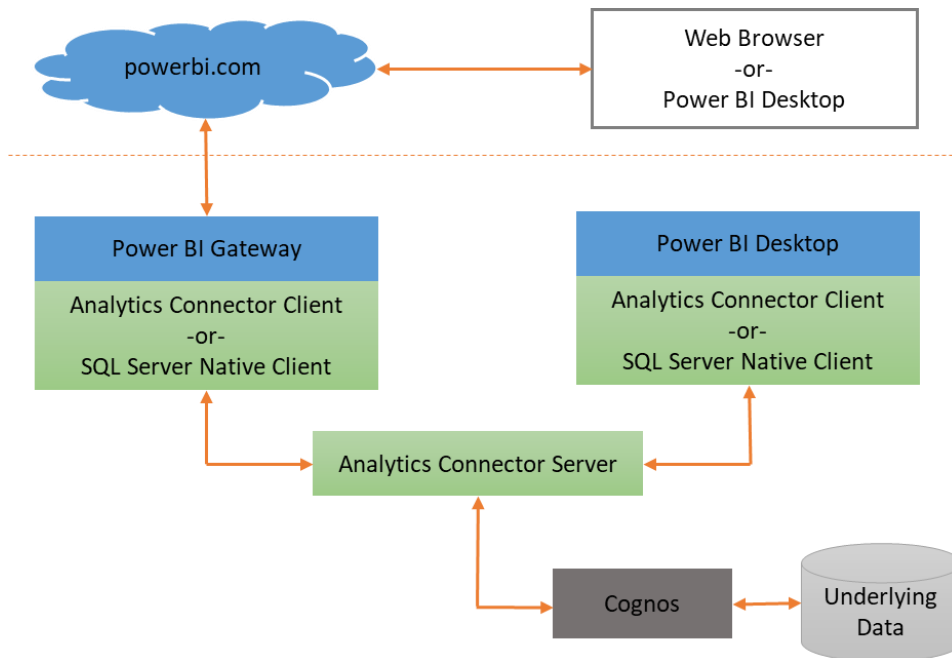 powerbi.com
Web Browser
-or-
Power BI Desktop
Power BI Gateway
Analytics Connector Client
-or-
SQL Server Native Client
Power BI Desktop
Analytics Connector Client
-or-
SQL Server Native Client
Analytics Connector Server
Cognos
Underlying
Data